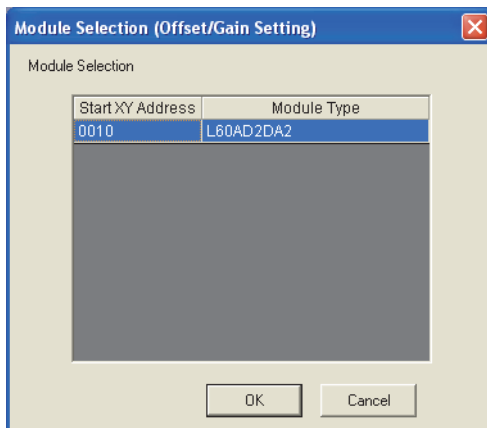 Module Selection (Offset/Gain Setting)
Module Selection
Start XY Address Module Type
0010 L60AD2DA2
OK Cancel